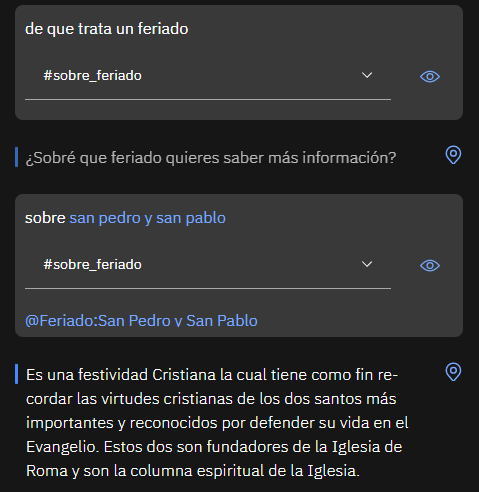 de que trata un feriado
#sobre_feriado
¿Sobré que feriado quieres saber más información?
sobre san pedro y san pablo
#sobre_feriado
@Feriado:San Pedro y San Pablo
Es una festividad Cristiana la cual tiene como fin re-
cordar las virtudes cristianas de los dos santos más
importantes y reconocidos por defender su vida en el
Evangelio. Estos dos son fundadores de la Iglesia de
Roma y son la columna espiritual de la Iglesia.